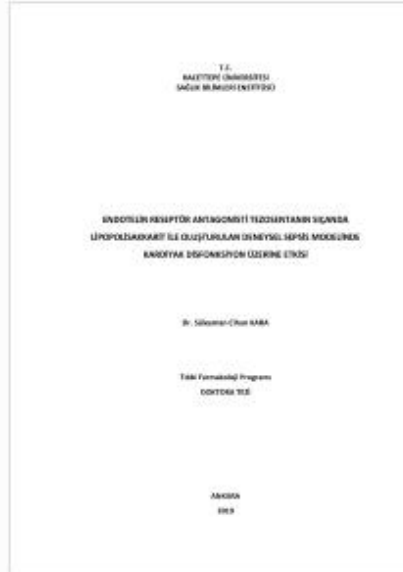 T.C.
HACETTEPE ÜNİVERSİTESİ
SAĞLIK BİLİMLERİ ENSTİTÜSÜ
ENDOTELİN RESEPTÖR ANTAGONİSTİ TEZOSENTANIN SIÇANDA
LİPOPOLİSAKKARİT İLE OLUŞTURULAN DENEYSEL SEPSİS MODELİNDE
KARDİYAK DİSFONKSİYON ÜZERİNE ETKİSİ
Dr. Süleyman Cihan KARA
Tıbbi Farmakoloji Programı
DOKTORA TEZİ
ANKARA
2019